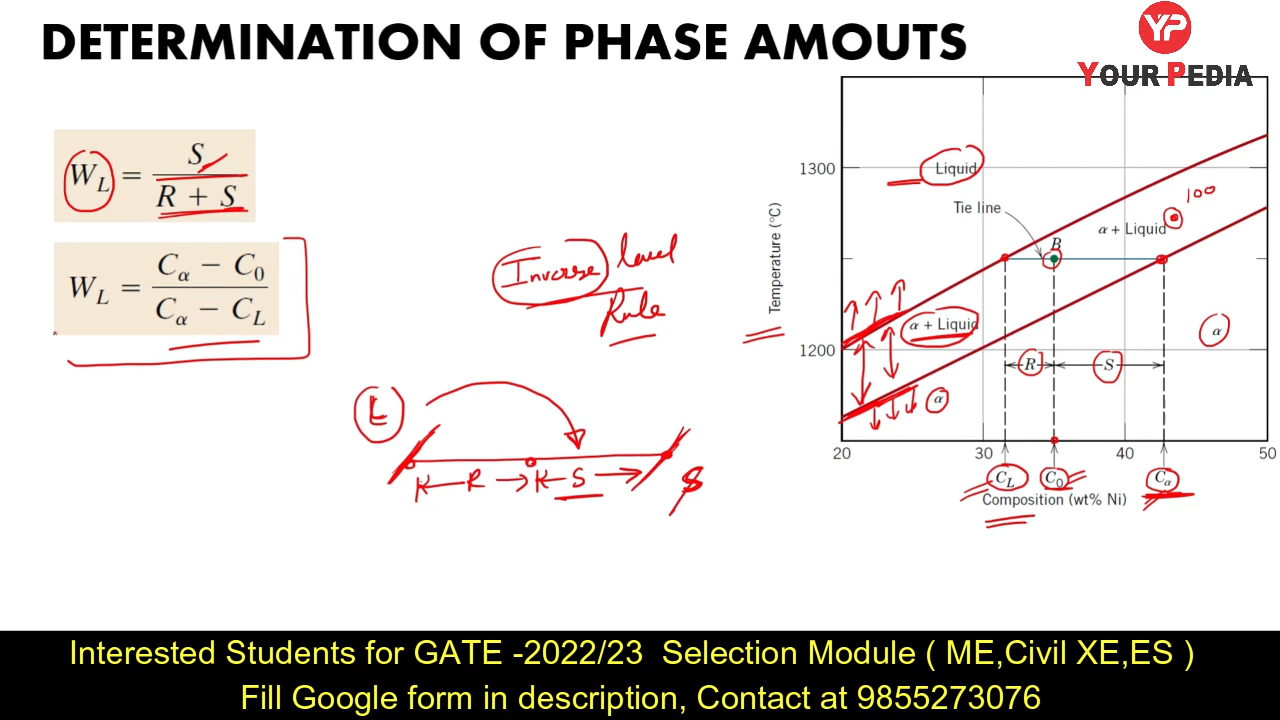 DETERMINATION OF PHASE AMOUTS
YP
YOUR PEDIA
W_L = S / R + S
W_L = C_α − C_0 / C_α − C_L
Inverse level
Rule
L
R
S
S
Temperature (°C)
1300
1200
Liquid
Tie line
B
α + Liquid
100
α + Liquid
α
α
R
S
20
30
40
50
C_L
C_0
C_α
Composition (wt% Ni)
Interested Students for GATE -2022/23 Selection Module ( ME,Civil XE,ES )
Fill Google form in description, Contact at 9855273076